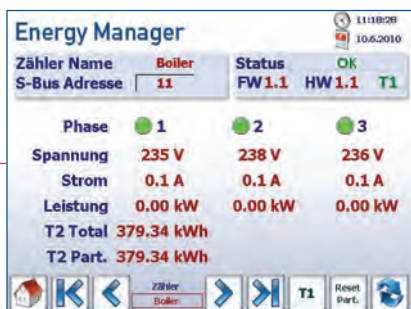 Energy Manager
11:18:28
10.6.2010
Zähler Name Boiler
S-Bus Adresse 11
Status OK
FW 1.1 HW 1.1 T1
Phase 1 2 3
Spannung 235 V 238 V 236 V
Strom 0.1 A 0.1 A 0.1 A
Leistung 0.00 kW 0.00 kW 0.00 kW
T2 Total 379.34 kWh
T2 Part. 379.34 kWh
Zähler
Boiler
T1
Reset
Part.